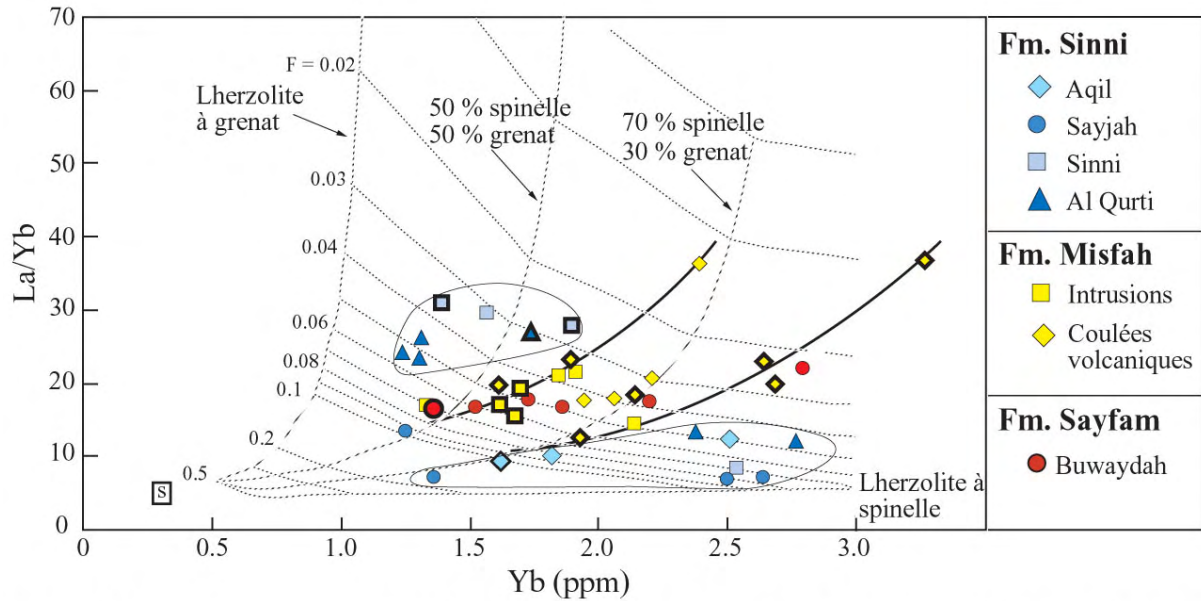 70
60
50
40
30
20
10
0
La/Yb
0
0.5
1.0
1.5
2.0
2.5
3.0
Yb (ppm)
F = 0.02
0.03
0.04
0.06
0.08
0.1
0.2
0.5
Lherzolite
à grenat
50 % spinelle
50 % grenat
70 % spinelle
30 % grenat
Lherzolite à
spinelle
S
Fm. Sinni
Aqil
Sayjah
Sinni
Al Qurti
Fm. Misfah
Intrusions
Coulées
volcaniques
Fm. Sayfam
Buwaydah